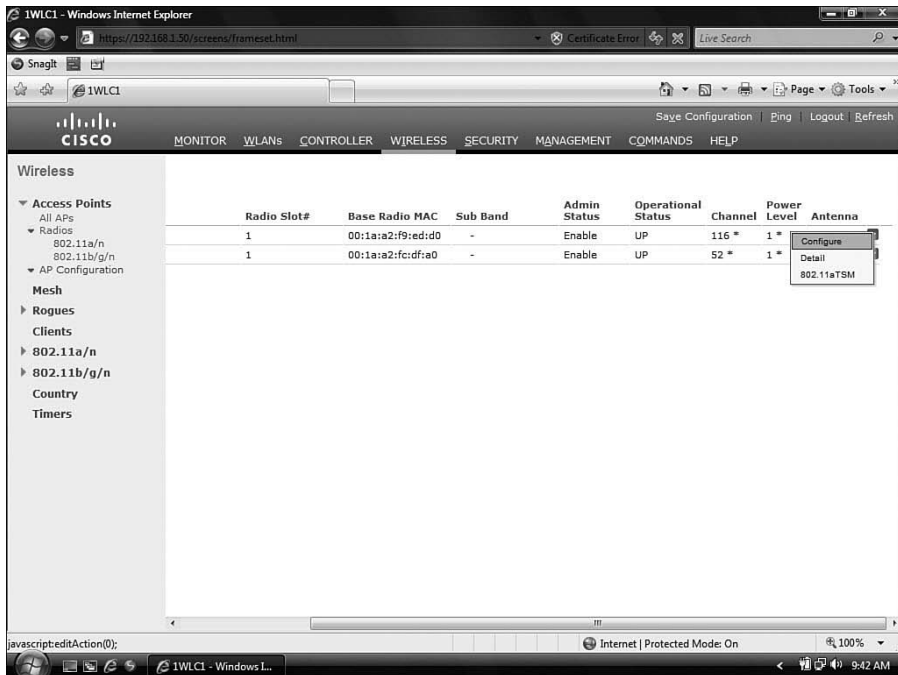 1WLC1 - Windows Internet Explorer
https://192.168.1.50/screens/frameset.html Certificate Error Live Search
SnagIt
1WLC1 Page Tools
Save Configuration | Ping | Logout | Refresh
CISCO MONITOR WLANs CONTROLLER WIRELESS SECURITY MANAGEMENT COMMANDS HELP
Wireless
Access Points
All APs
Radios
802.11a/n
802.11b/g/n
AP Configuration
Mesh
Rogues
Clients
802.11a/n
802.11b/g/n
Country
Timers
Radio Slot# Base Radio MAC Sub Band Admin Status Operational Status Channel Power Level Antenna
1 00:1a:a2:f9:ed:d0 - Enable UP 116 * 1 *
1 00:1a:a2:fc:df:a0 - Enable UP 52 * 1 *
Configure
Detail
802.11aTSM
javascript:editAction(0); Internet | Protected Mode: On 100%
1WLC1 - Windows I... 9:42 AM